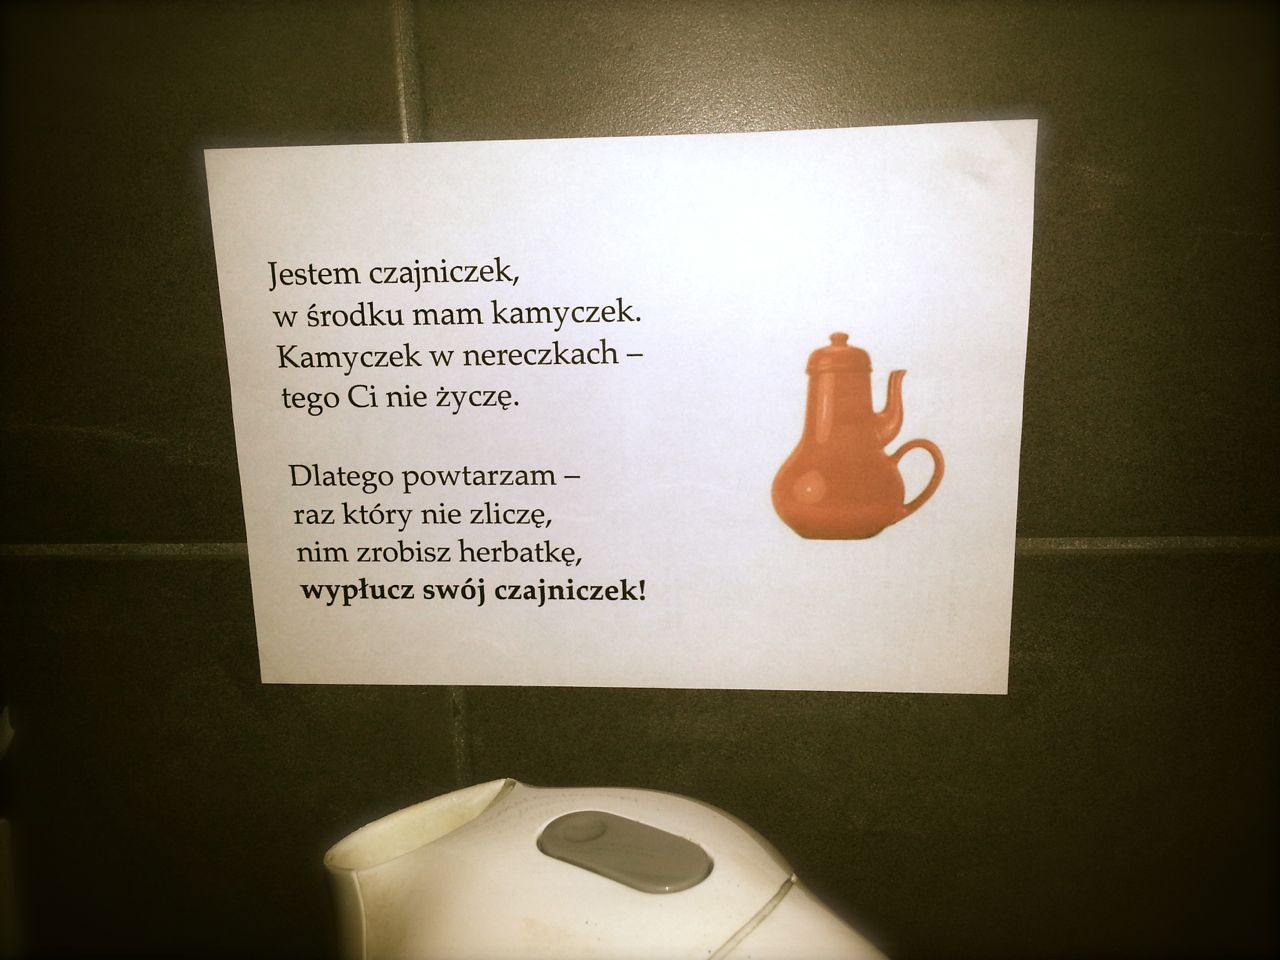 Jestem czajniczek,
w środku mam kamyczek.
Kamyczek w nereczkach –
tego Ci nie życzę.
Dlatego powtarzam –
raz który nie zliczę,
nim zrobisz herbatkę,
wypłucz swój czajniczek!